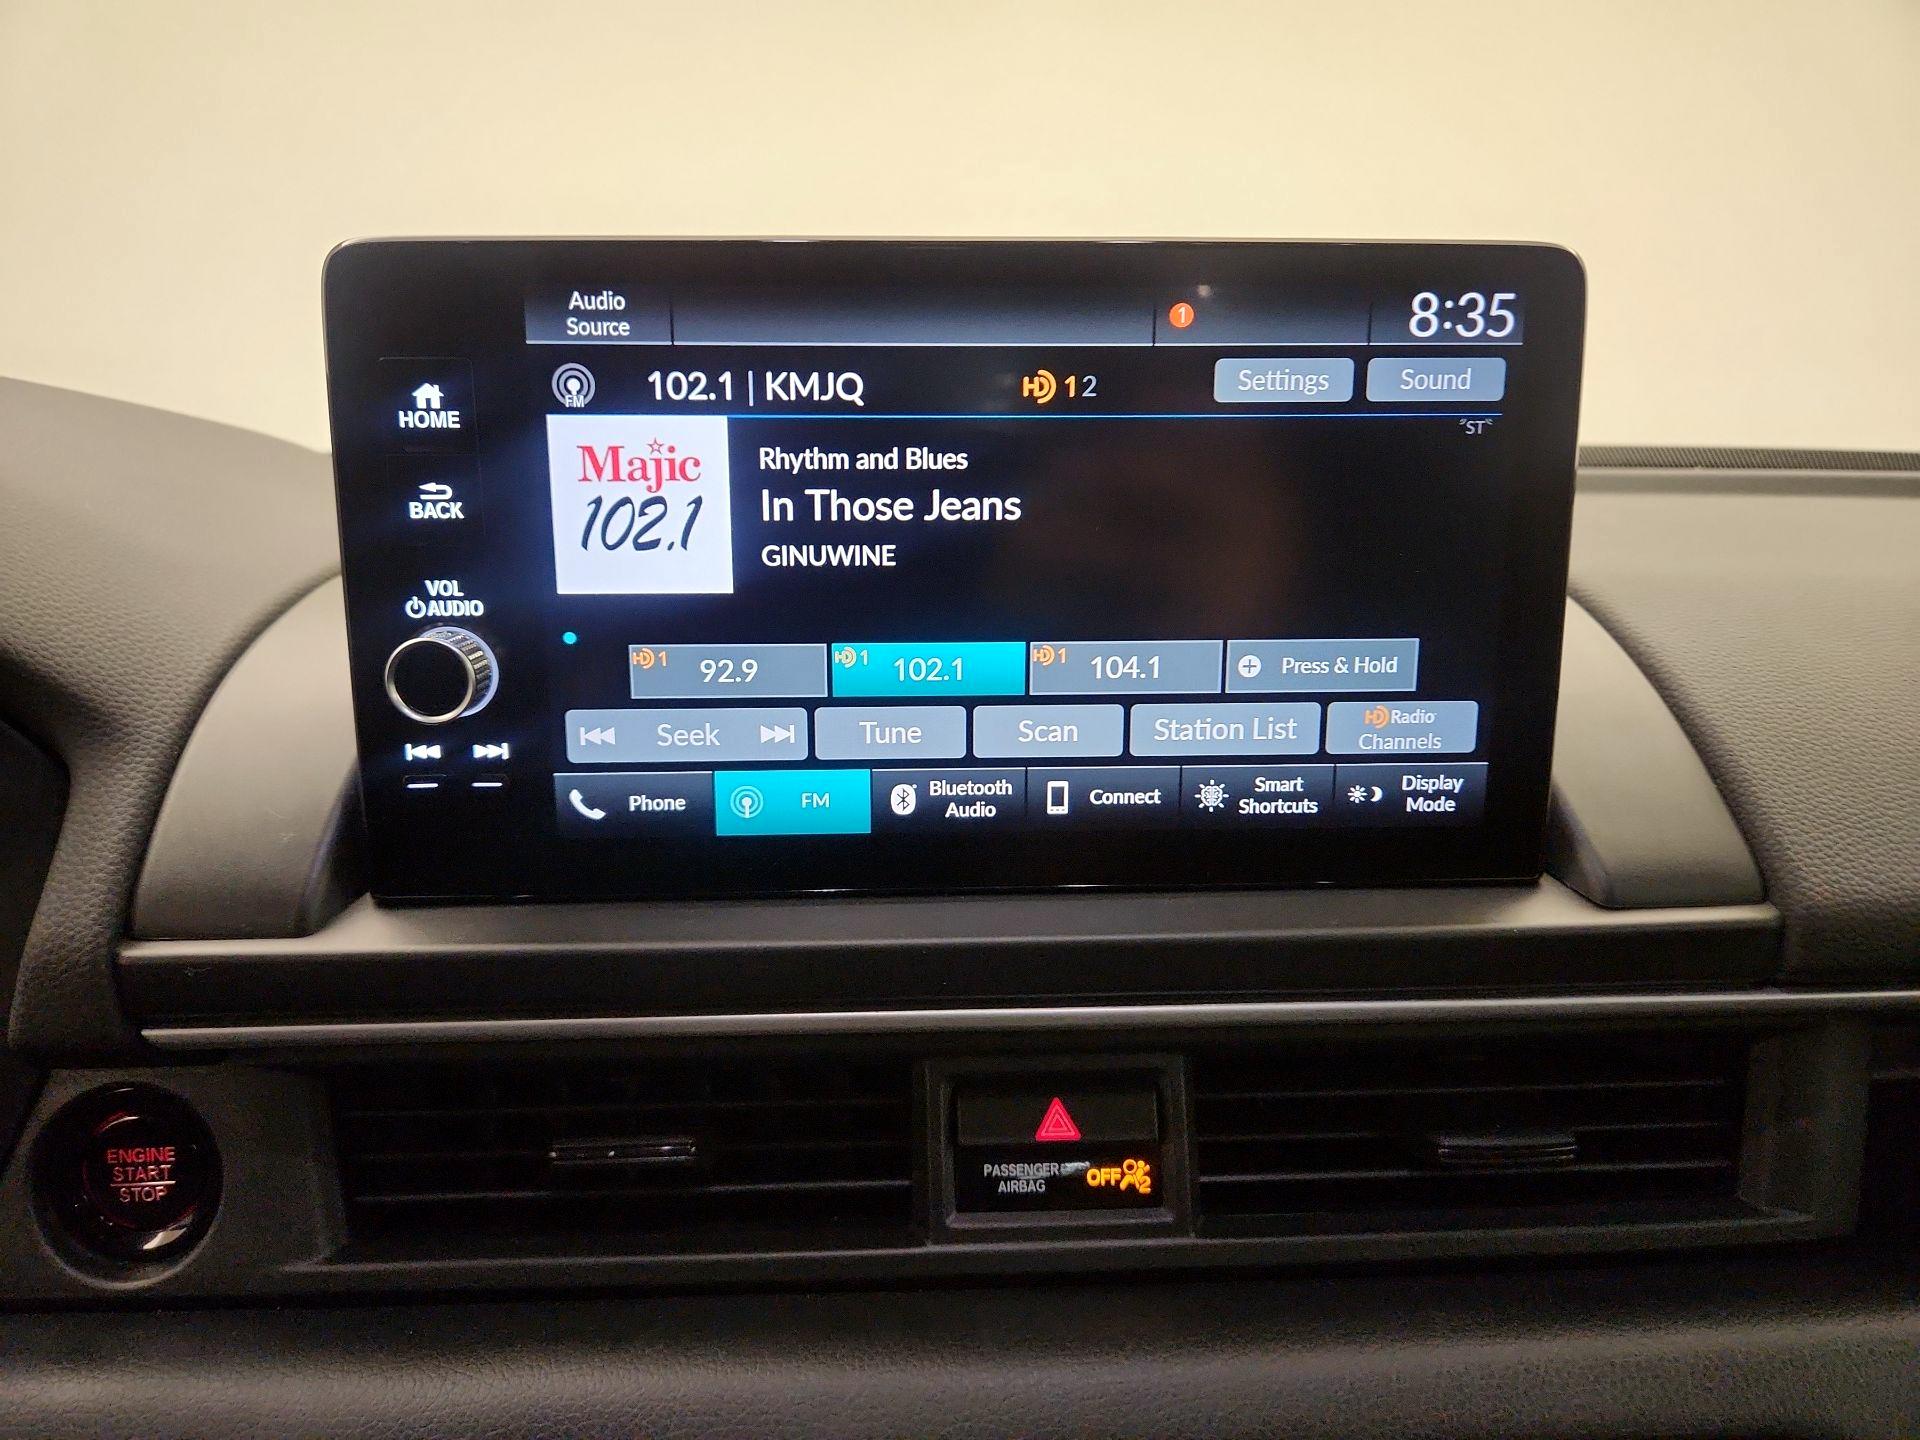 Audio
Source
1
8:35
FM
102.1 | KMJQ
HD 1 2
Settings
Sound
"ST"
HOME
BACK
VOL
AUDIO
Majic
102.1
Rhythm and Blues
In Those Jeans
GINUWINE
HD 1 92.9
HD 1 102.1
HD 1 104.1
+ Press & Hold
Seek
Tune
Scan
Station List
HD Radio
Channels
Phone
FM
Bluetooth
Audio
Connect
Smart
Shortcuts
Display
Mode
ENGINE
START
STOP
PASSENGER
AIRBAG
OFF 2